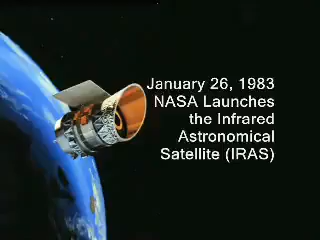 January 26, 1983
NASA Launches
the Infrared
Astronomical
Satellite (IRAS)